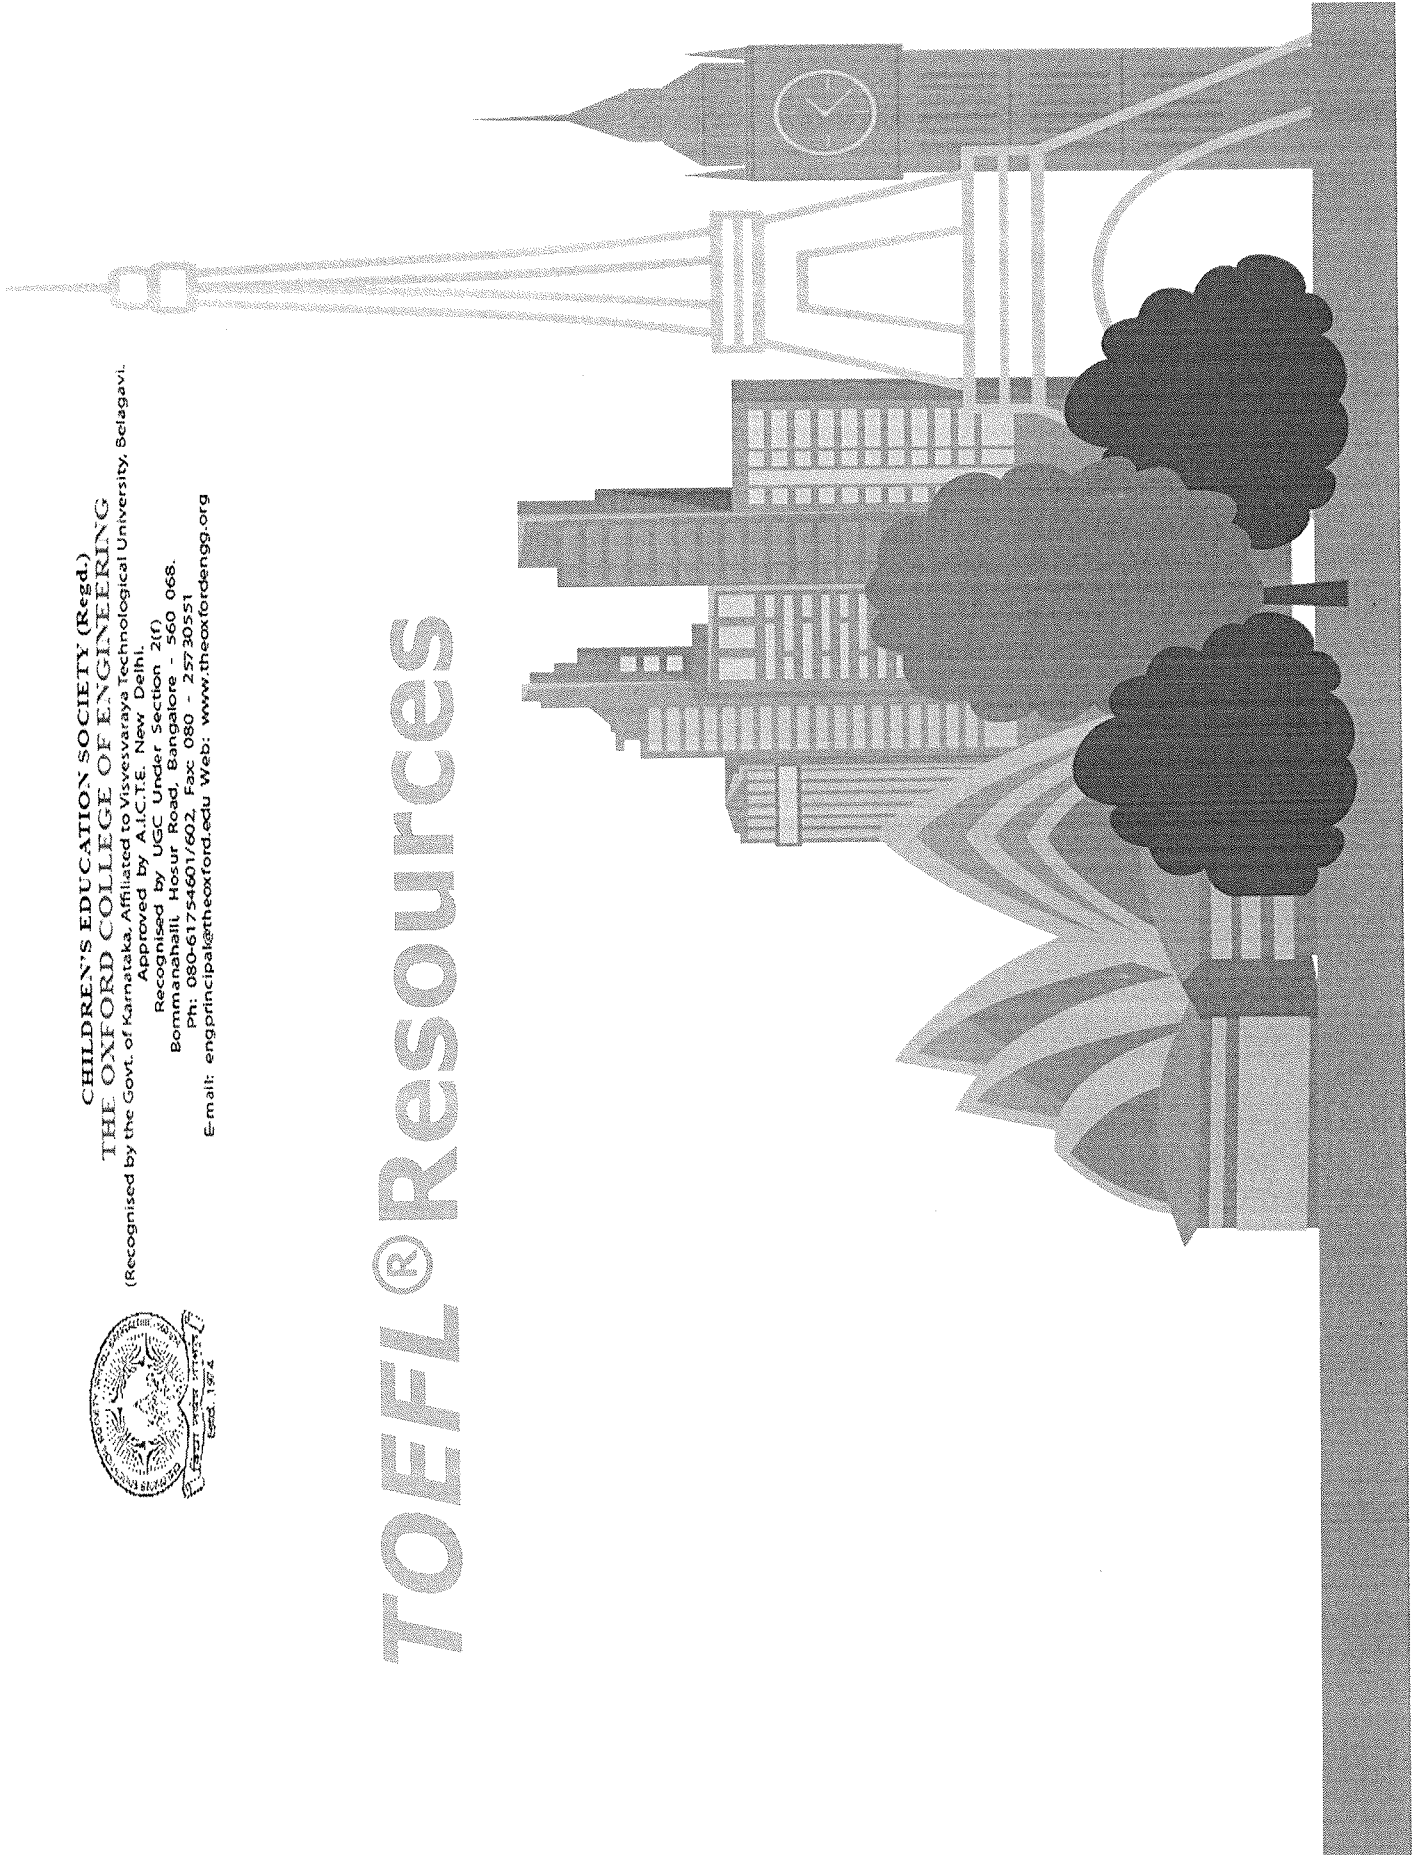 CHILDREN'S EDUCATION SOCIETY (Regd.)
THE OXFORD COLLEGE OF ENGINEERING
(Recognised by the Govt. of Karnataka, Affiliated to Visvesvaraya Technological University, Belagavi.
Approved by A.I.C.T.E. New Delhi.
Recognised by UGC Under Section 2(f)
Bommanahalli, Hosur Road, Bangalore - 560 068.
Ph: 080-61754601/602, Fax: 080 - 25730551
E-mail: engprincipal@theoxford.edu Web: www.theoxfordengg.org
Estd. 1974
TOEFL® Resources